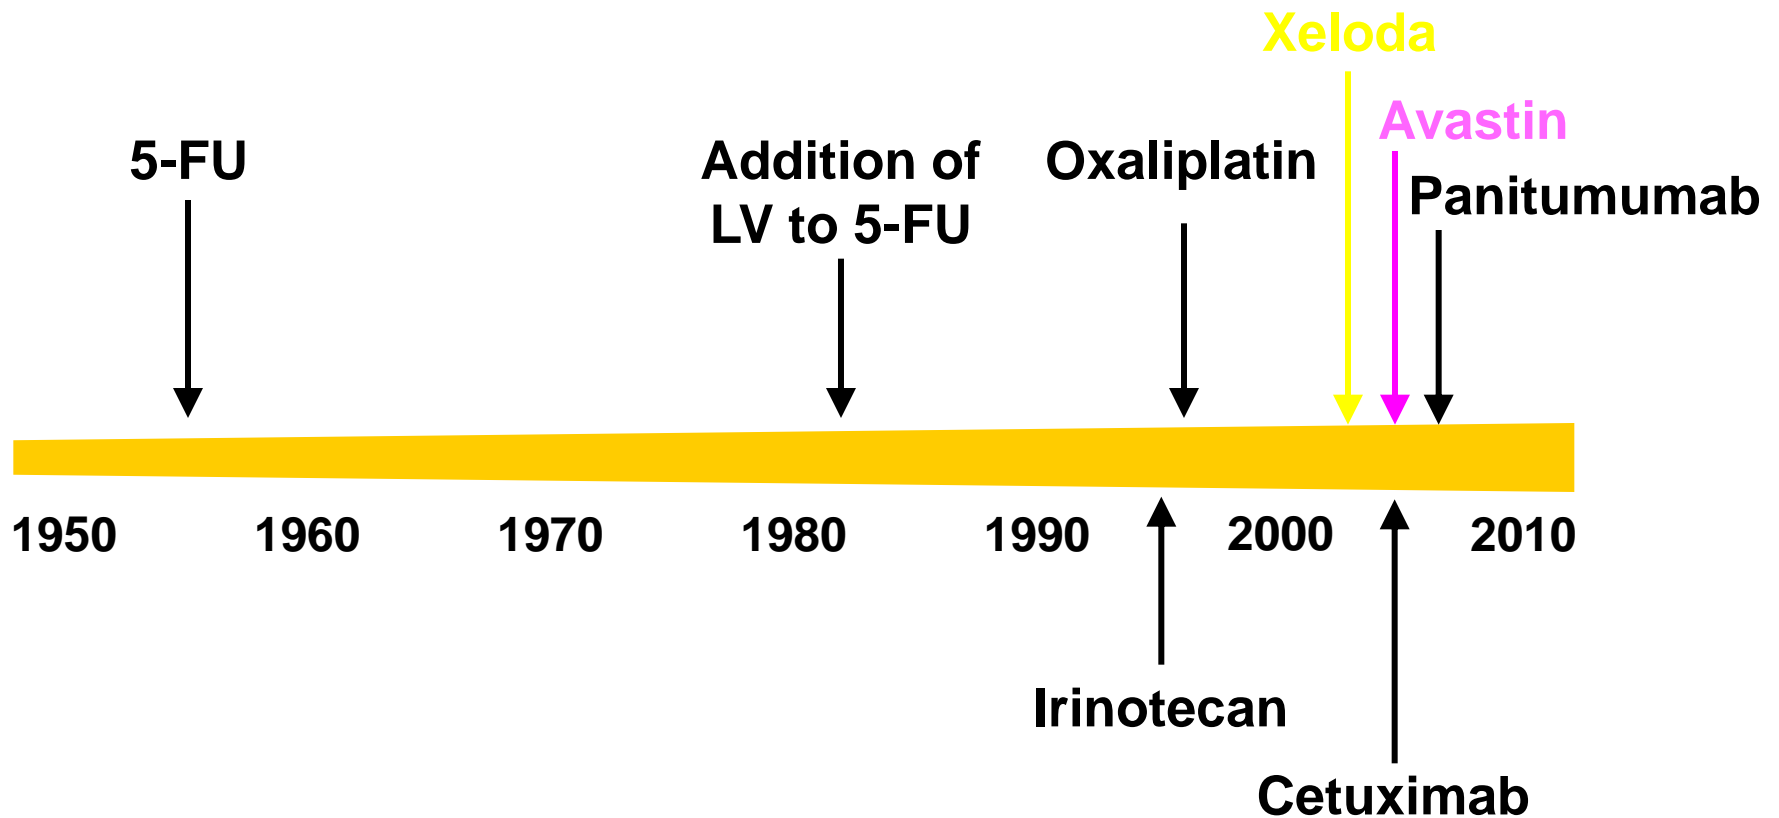 Xeloda
Avastin
5-FU
Addition of
LV to 5-FU
Oxaliplatin
Panitumumab
1950
1960
1970
1980
1990
2000
2010
Irinotecan
Cetuximab